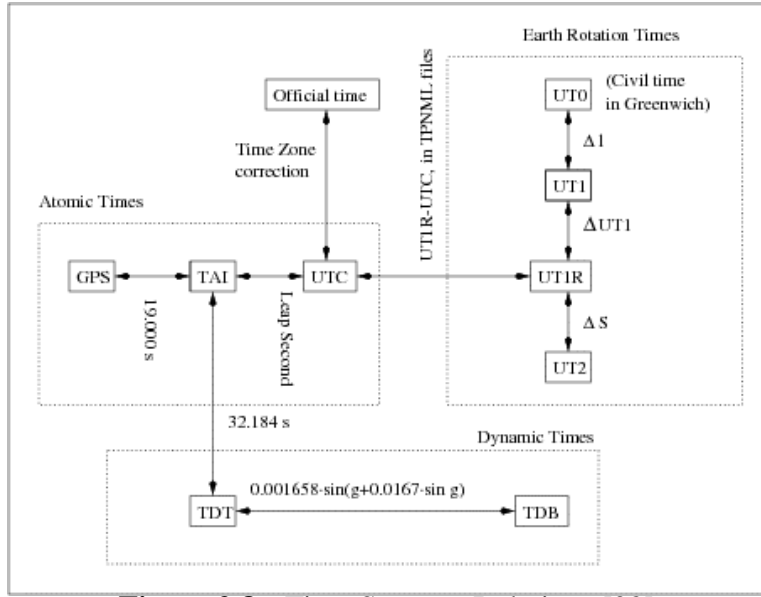 Earth Rotation Times
Official time
UT0
(Civil time
in Greenwich)
Δ1
Time Zone
correction
UT1R-UTC, in TPNML files
UT1
Atomic Times
ΔUT1
GPS
TAI
UTC
UT1R
19.000 s
Leap Second
Δ S
UT2
32.184 s
Dynamic Times
0.001658·sin(g+0.0167·sin g)
TDT
TDB